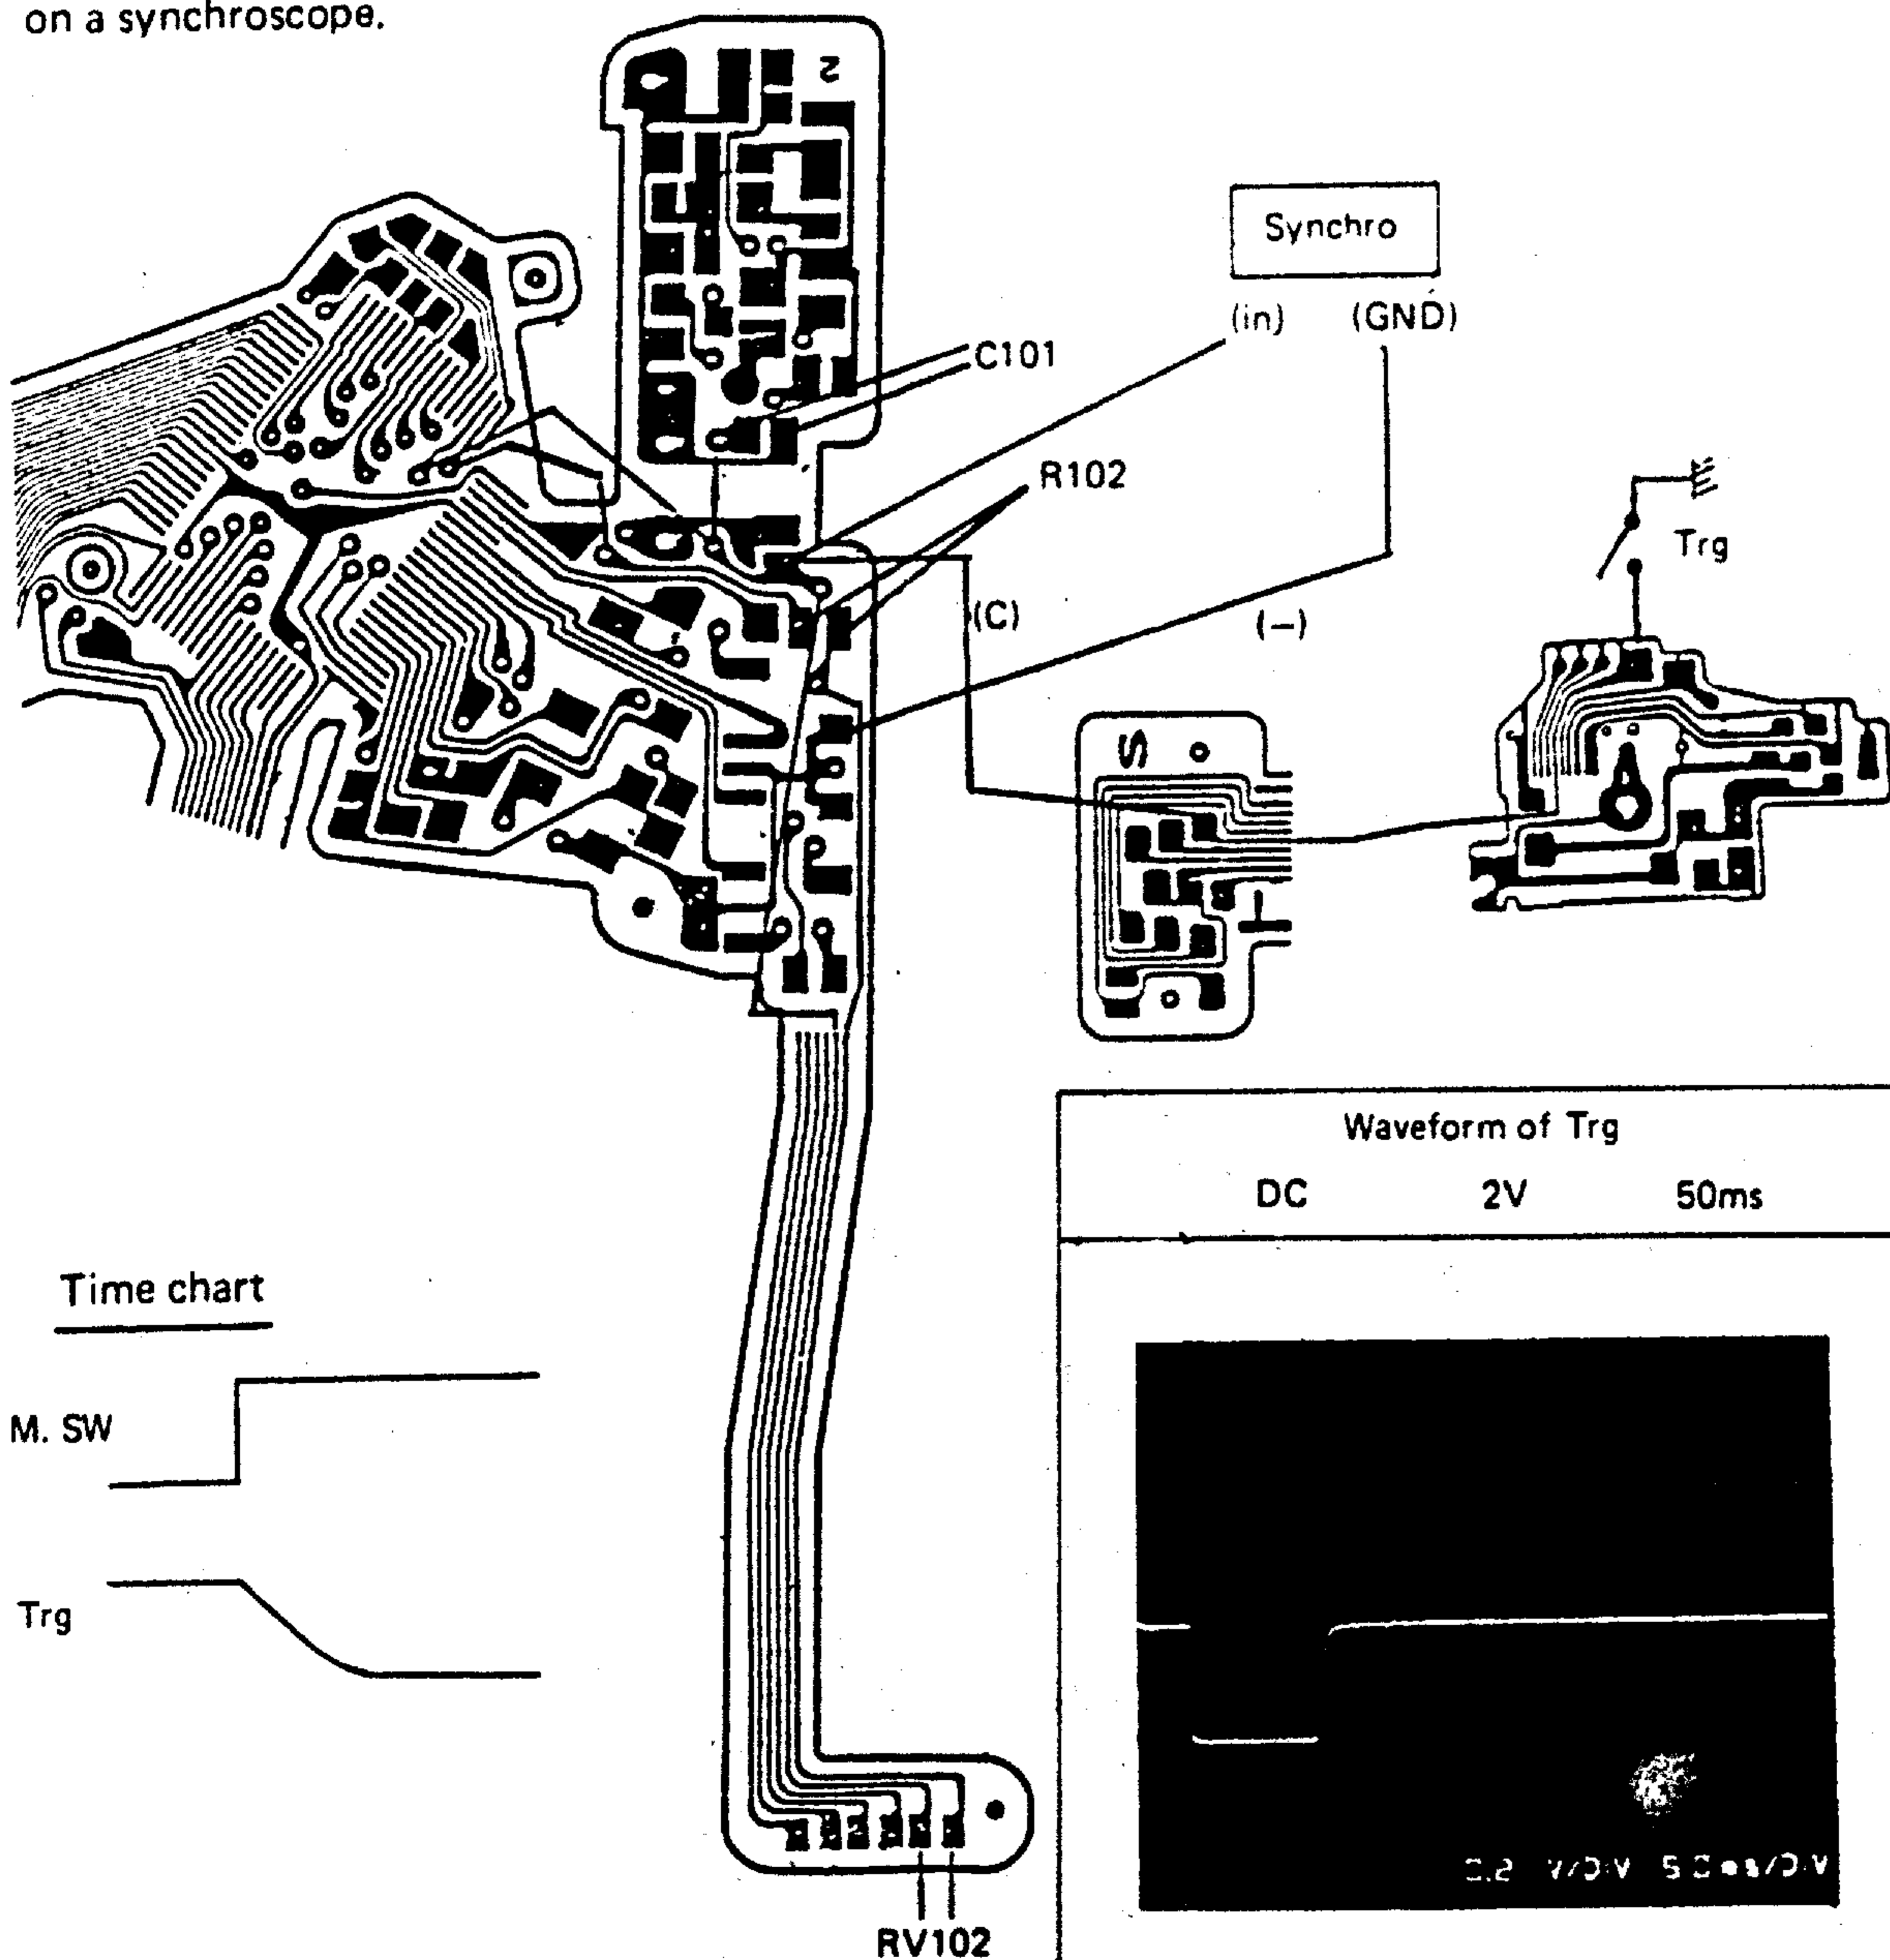 on a synchroscope.
Synchro
(in) (GND)
C101
R102
Trg
(C) (−)
Waveform of Trg
DC 2V 50ms
Time chart
M. SW
Trg
RV102